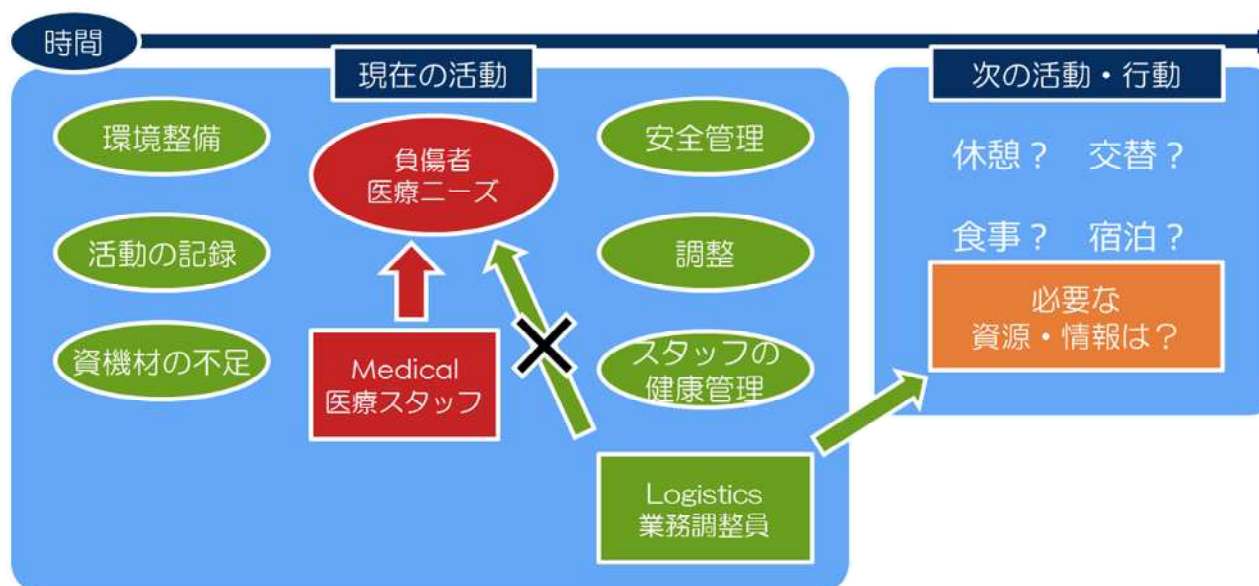 時間
現在の活動
環境整備
活動の記録
資機材の不足
負傷者
医療ニーズ
Medical
医療スタッフ
安全管理
調整
スタッフの
健康管理
Logistics
業務調整員
次の活動・行動
休憩？　交替？
食事？　宿泊？
必要な
資源・情報は？